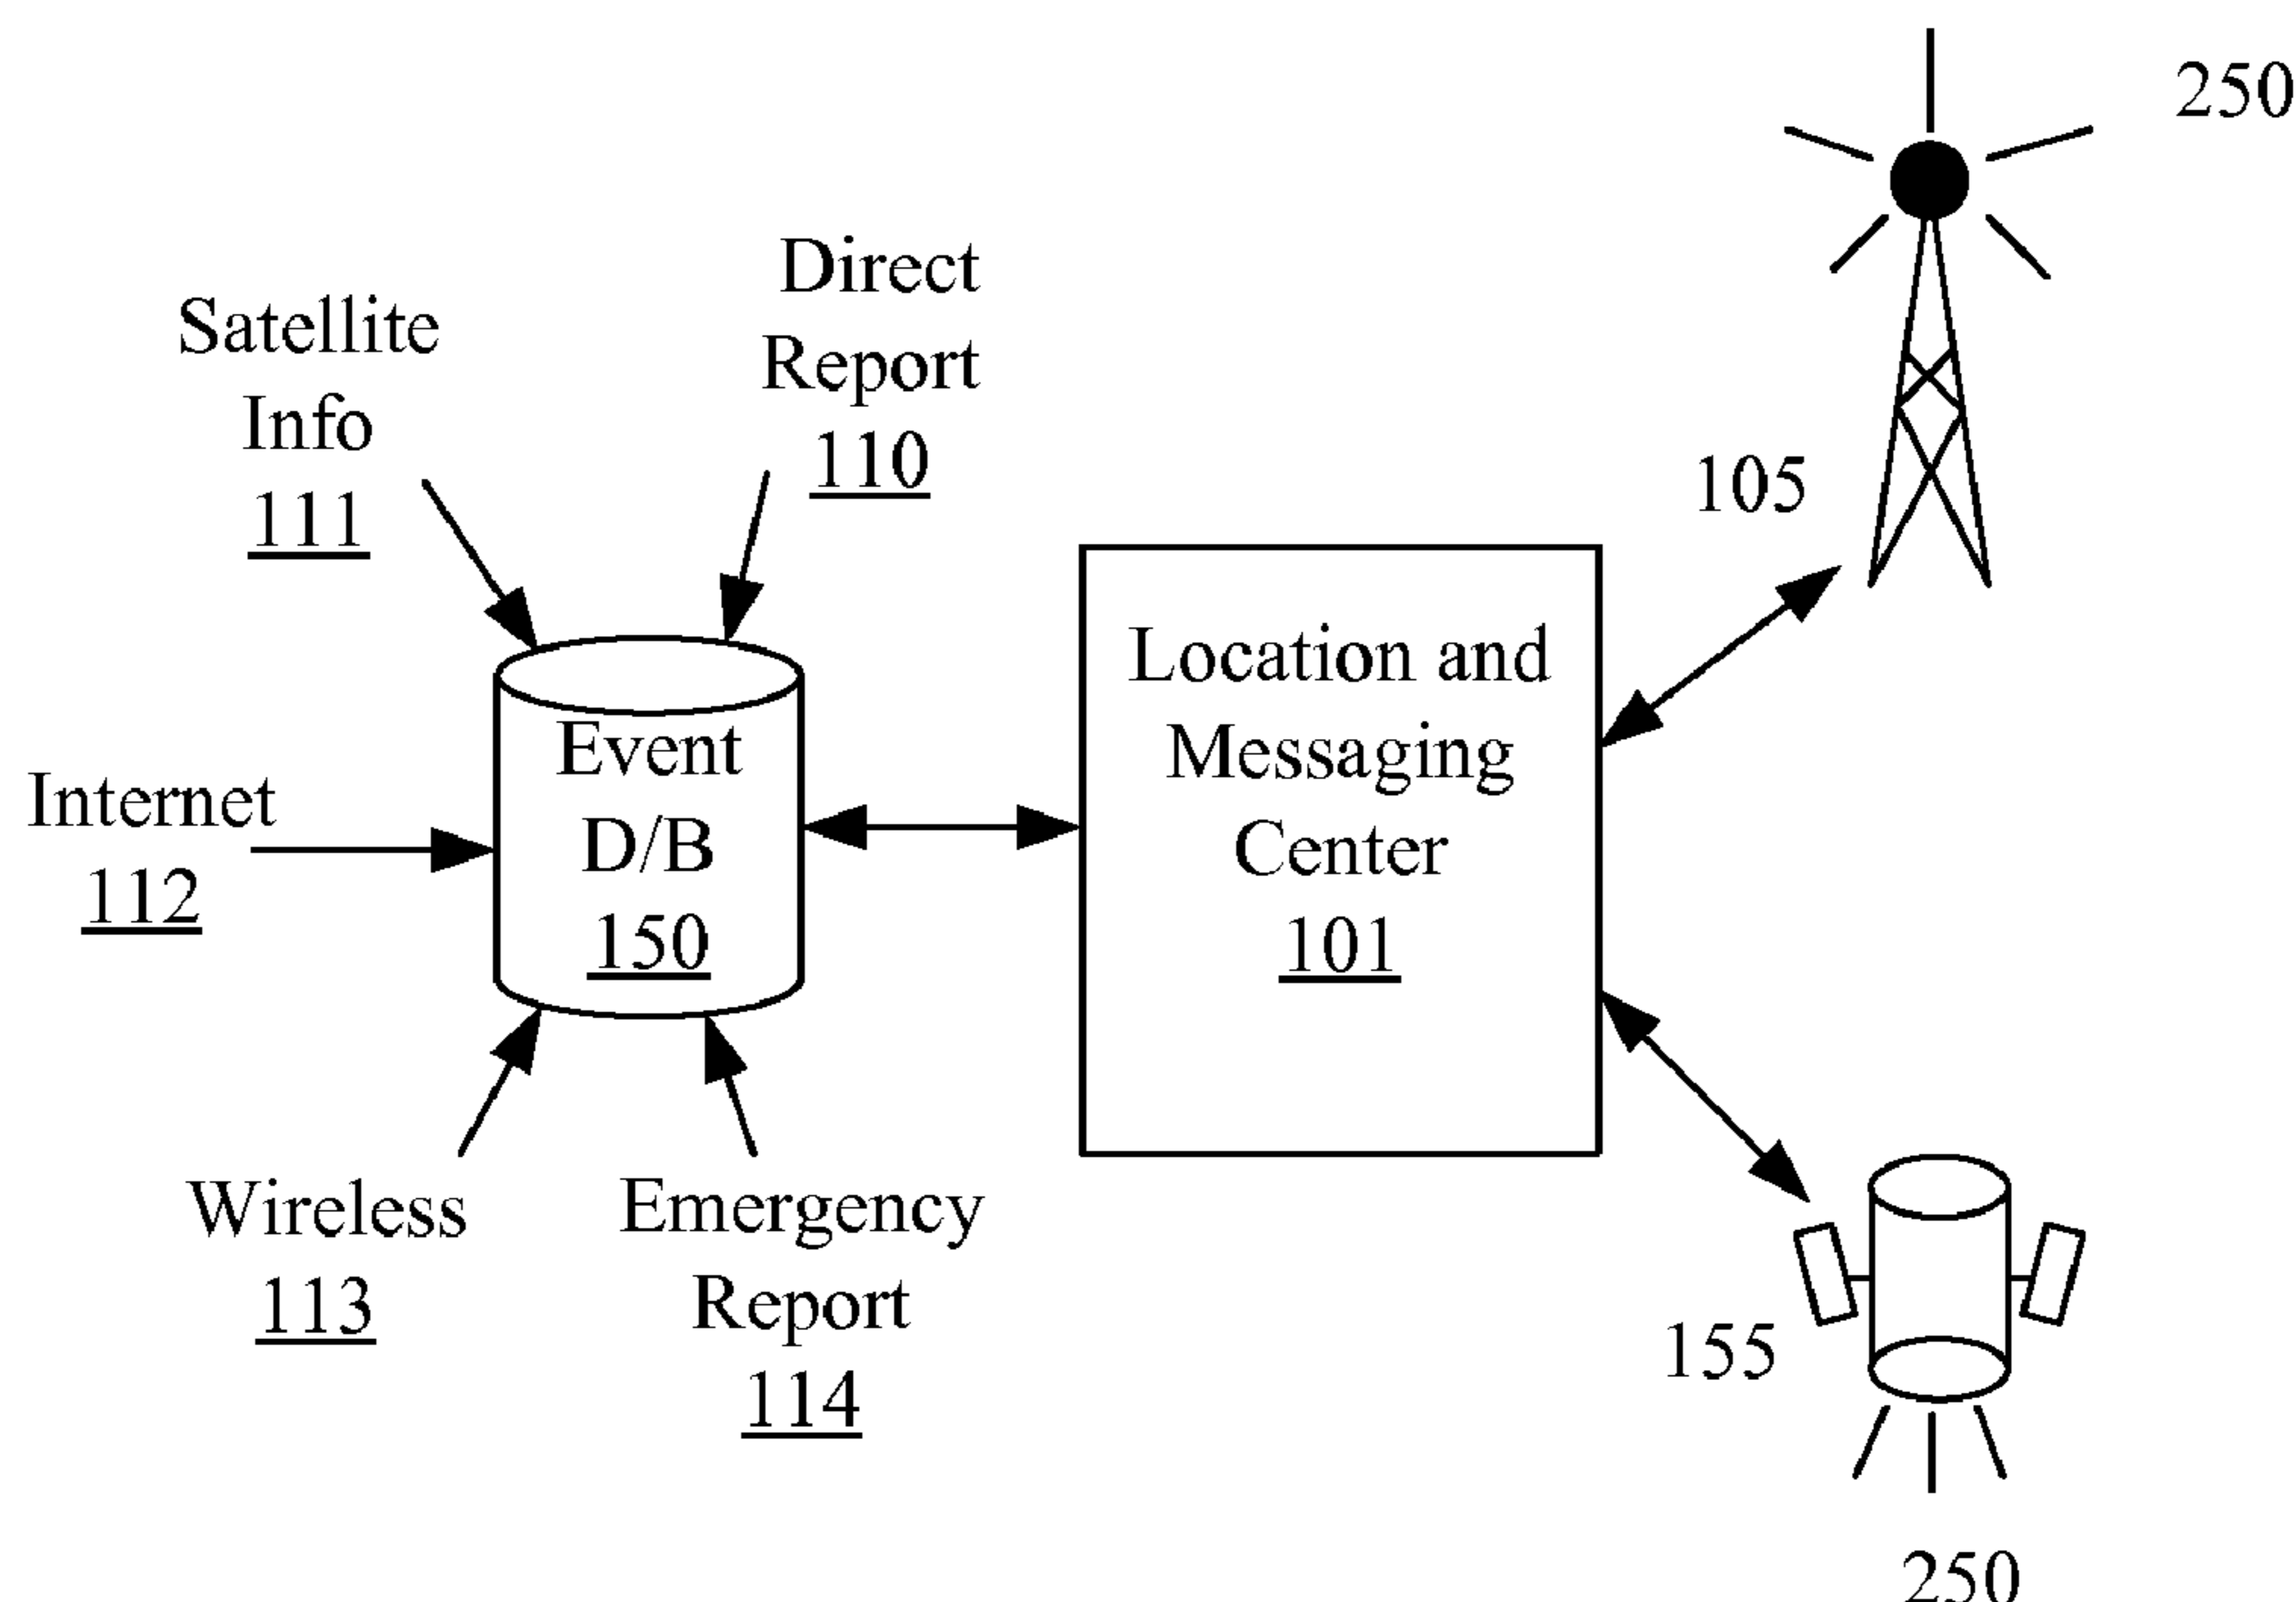 250
Direct
Report
110
Satellite
Info
111
105
Location and
Messaging
Center
101
Event
D/B
150
Internet
112
Wireless
113
Emergency
Report
114
155
250